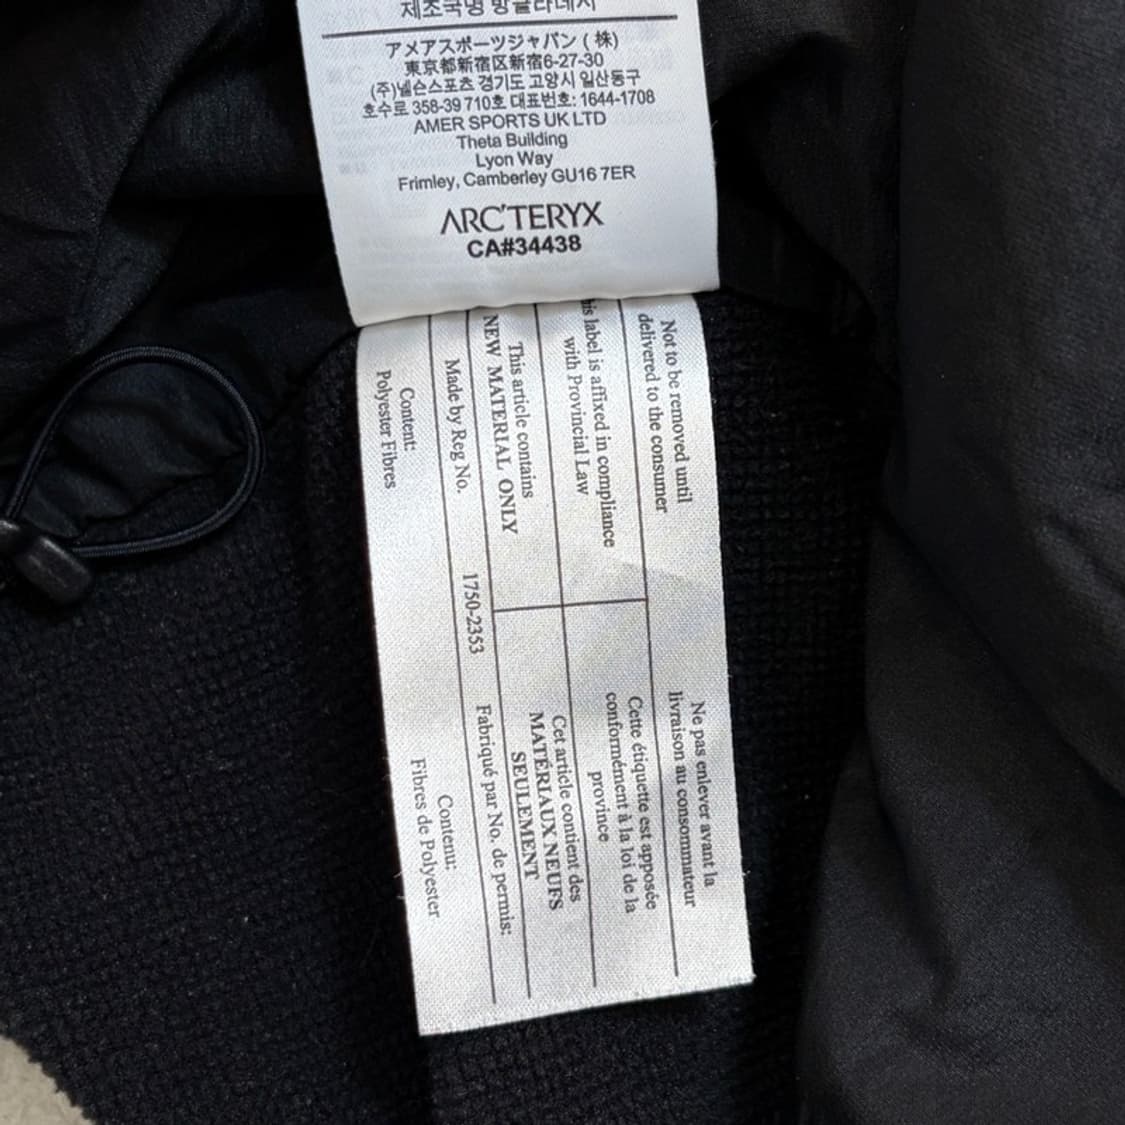 제조국명 방글라데시
アメアスポーツジャパン (株)
東京都新宿区新宿6-27-30
(주)넬슨스포츠 경기도 고양시 일산동구
호수로 358-39 710호 대표번호: 1644-1708
AMER SPORTS UK LTD
Theta Building
Lyon Way
Frimley, Camberley GU16 7ER
ARC'TERYX
CA#34438
Not to be removed until
delivered to the consumer
Ne pas enlever avant la
livraison au consommateur
his label is affixed in compliance
with Provincial Law
Cette étiquette est apposée
conformément à la loi de la
province
This article contains
NEW MATERIAL ONLY
Cet article contient des
MATÉRIAUX NEUFS
SEULEMENT
Made by Reg No. 1750-2353 Fabriqué par No. de permis:
Content:
Polyester Fibres
Contenu:
Fibres de Polyester